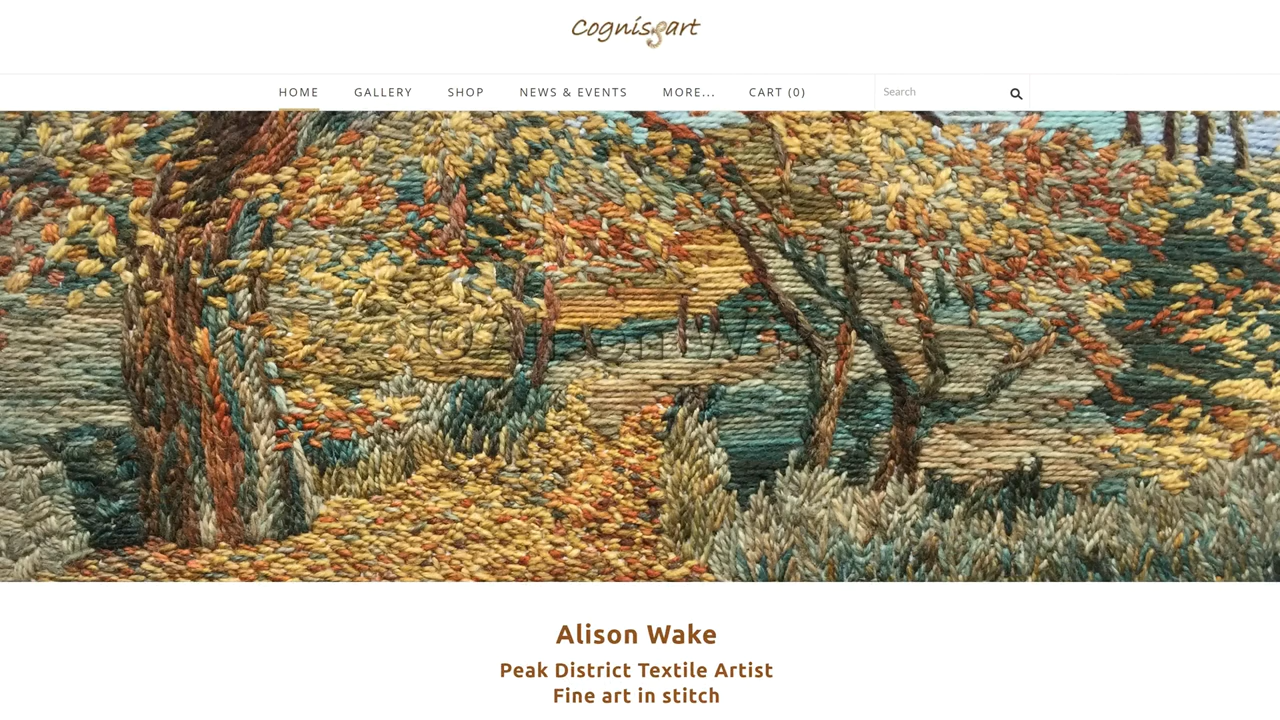 Cognisart
HOME GALLERY SHOP NEWS & EVENTS MORE... CART (0) Search
Alison Wake
Peak District Textile Artist
Fine art in stitch